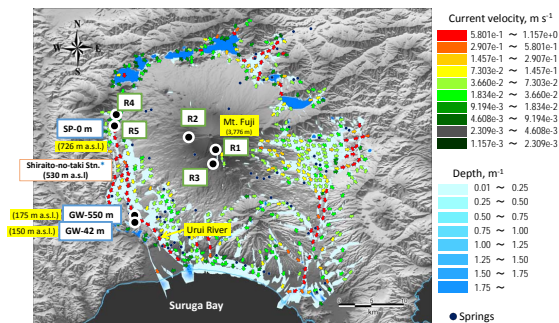 N
W
E
S
R4
R2
Mt. Fuji
(3,776 m)
SP-0 m
R5
R1
(726 m a.s.l)
Shiraito-no-taki Stn.*
(530 m a.s.l)
R3
(175 m a.s.l)
GW-550 m
(150 m a.s.l)
GW-42 m
Urui River
Suruga Bay
0
5
km
Current velocity, m s-1
5.801e-1 ～ 1.157e+0
2.907e-1 ～ 5.801e-1
1.457e-1 ～ 2.907e-1
7.303e-2 ～ 1.457e-1
3.660e-2 ～ 7.303e-2
1.834e-2 ～ 3.660e-2
9.194e-3 ～ 1.834e-2
4.608e-3 ～ 9.194e-3
2.309e-3 ～ 4.608e-3
1.157e-3 ～ 2.309e-3
Depth, m-1
0.01 ～ 0.25
0.25 ～ 0.50
0.50 ～ 0.75
0.75 ～ 1.00
1.00 ～ 1.25
1.25 ～ 1.50
1.50 ～ 1.75
1.75 ～
Springs